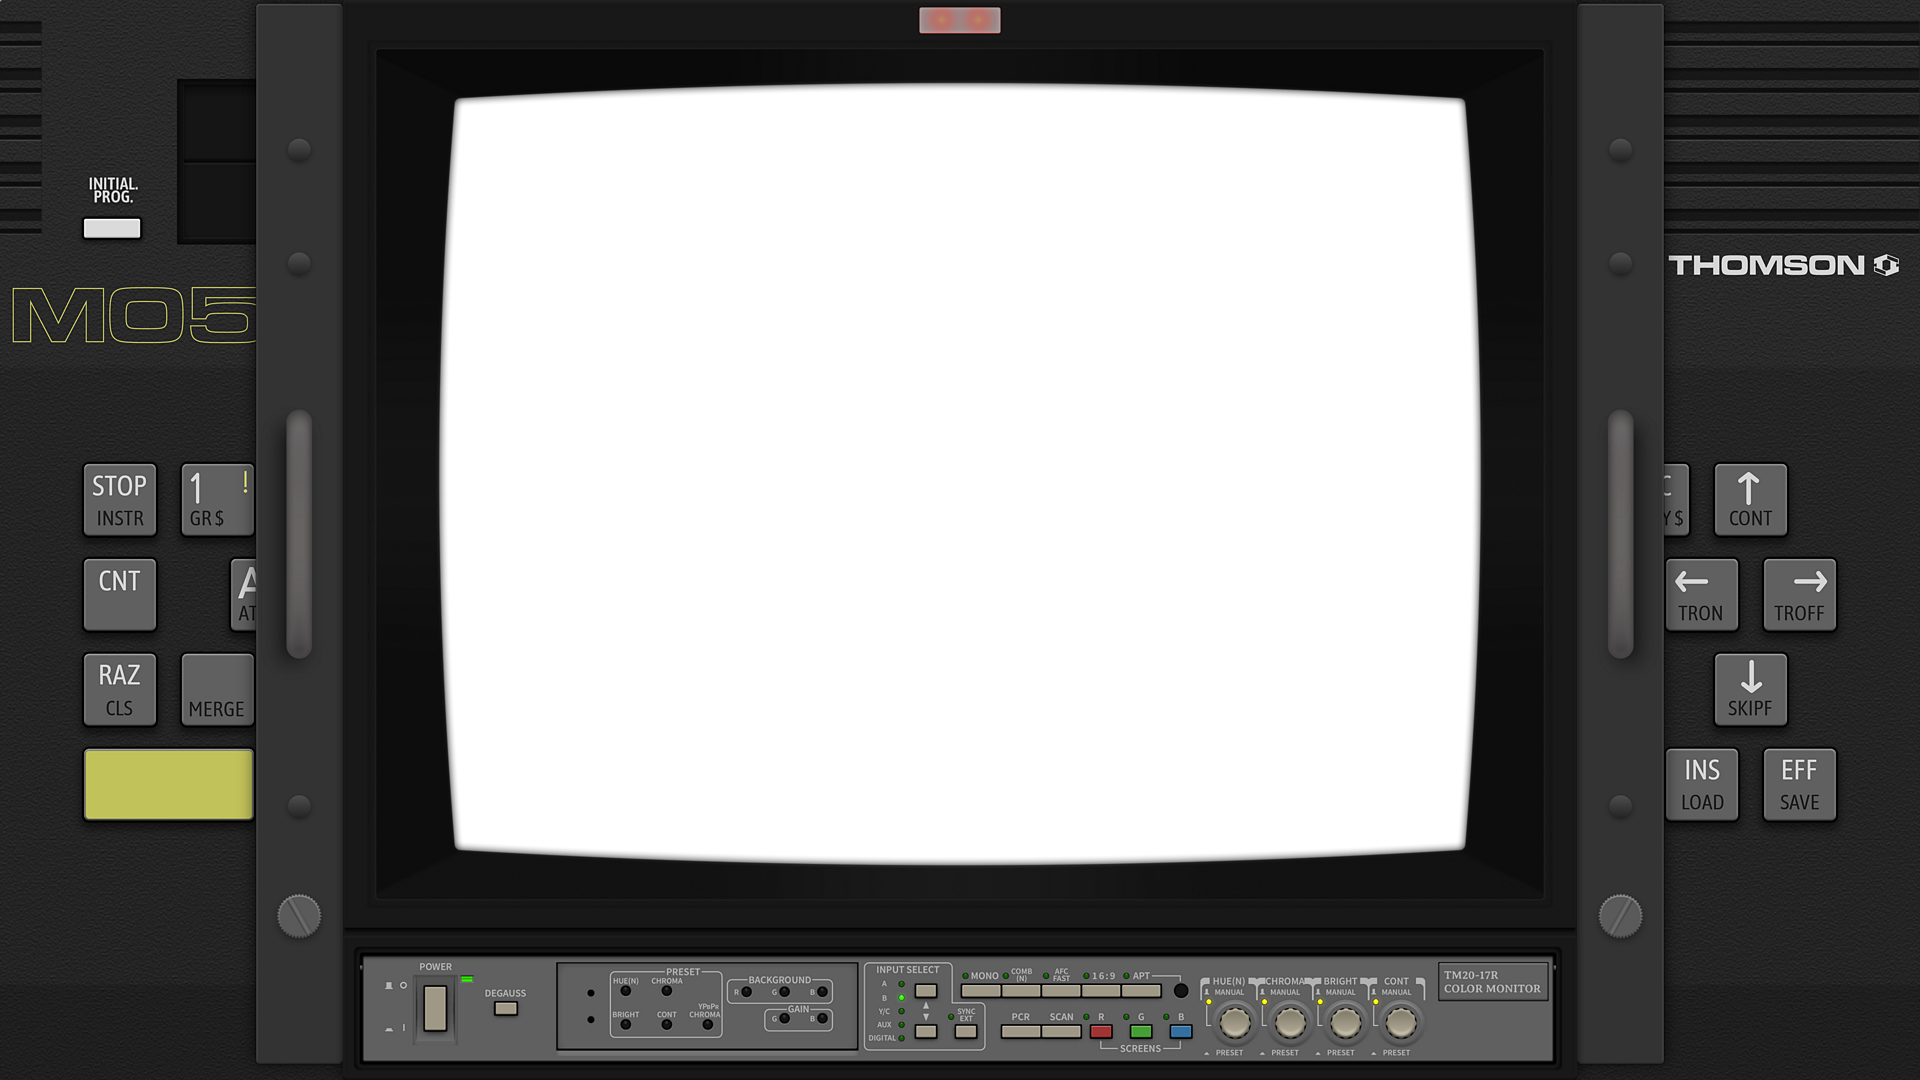 INITIAL.
PROG.
MO5
THOMSON
STOP
INSTR
1 !
GR $
CNT
A
AT
RAZ
CLS
MERGE
C
Y $
↑
CONT
←
TRON
→
TROFF
↓
SKIPF
INS
LOAD
EFF
SAVE
POWER
DEGAUSS
PRESET
HUE(N)
CHROMA
BRIGHT
CONT
YPBPR
CHROMA
BACKGROUND
R G B
GAIN
G B
INPUT SELECT
A
B
Y/C
AUX
DIGITAL
SYNC
EXT
MONO
COMB
(N)
AFC
FAST
16:9
APT
PCR
SCAN
R
G
B
SCREENS
HUE(N)
MANUAL
PRESET
CHROMA
MANUAL
PRESET
BRIGHT
MANUAL
PRESET
CONT
MANUAL
PRESET
TM20-17R
COLOR MONITOR